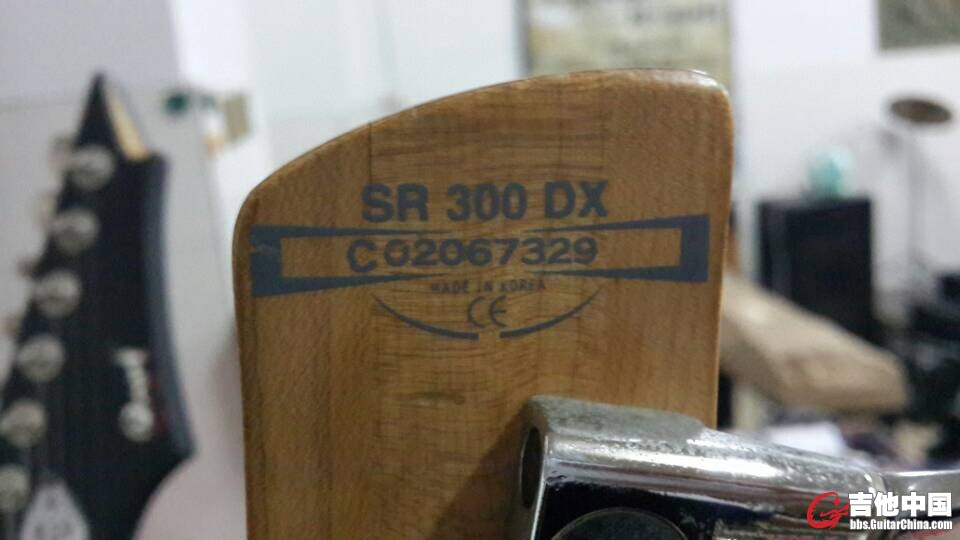 SR 300 DX
C02067329
MADE IN KOREA
CE
吉他中国
bbs.GuitarChina.com